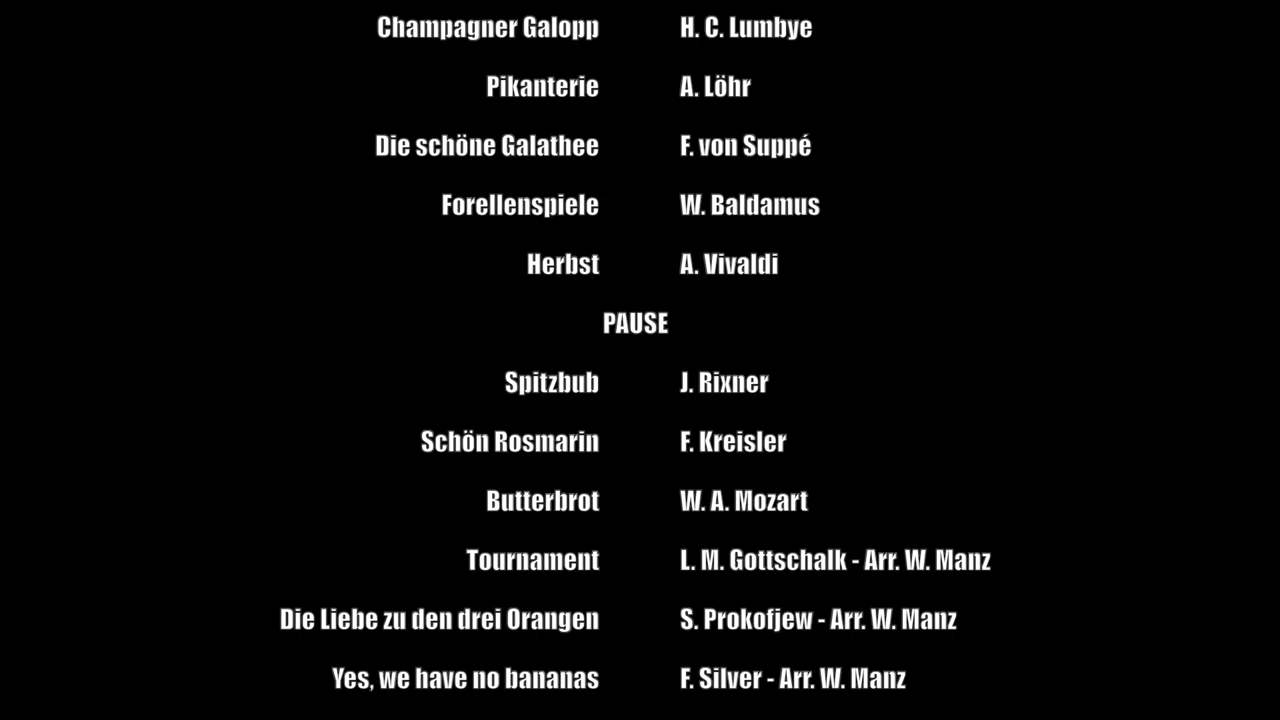 Champagner Galopp H. C. Lumbye
Pikanterie A. Löhr
Die schöne Galathee F. von Suppé
Forellenspiele W. Baldamus
Herbst A. Vivaldi
PAUSE
Spitzbub J. Rixner
Schön Rosmarin F. Kreisler
Butterbrot W. A. Mozart
Tournament L. M. Gottschalk - Arr. W. Manz
Die Liebe zu den drei Orangen S. Prokofjew - Arr. W. Manz
Yes, we have no bananas F. Silver - Arr. W. Manz